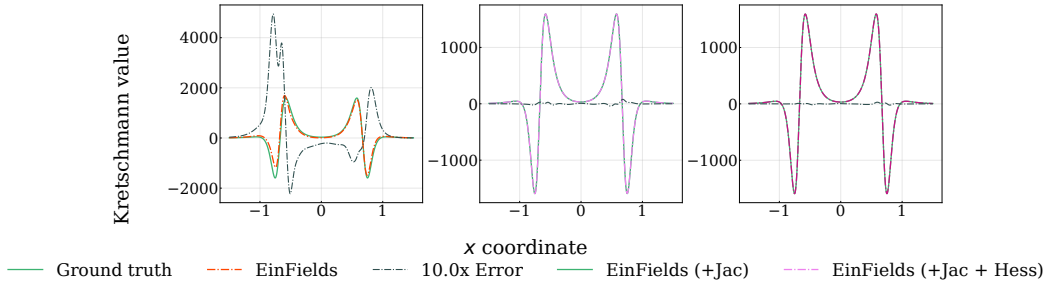 Kretschmann value
4000
2000
0
−2000
−1
0
1
1000
0
−1000
−1
0
1
1000
0
−1000
−1
0
1
x coordinate
Ground truth
EinFields
10.0x Error
EinFields (+Jac)
EinFields (+Jac + Hess)